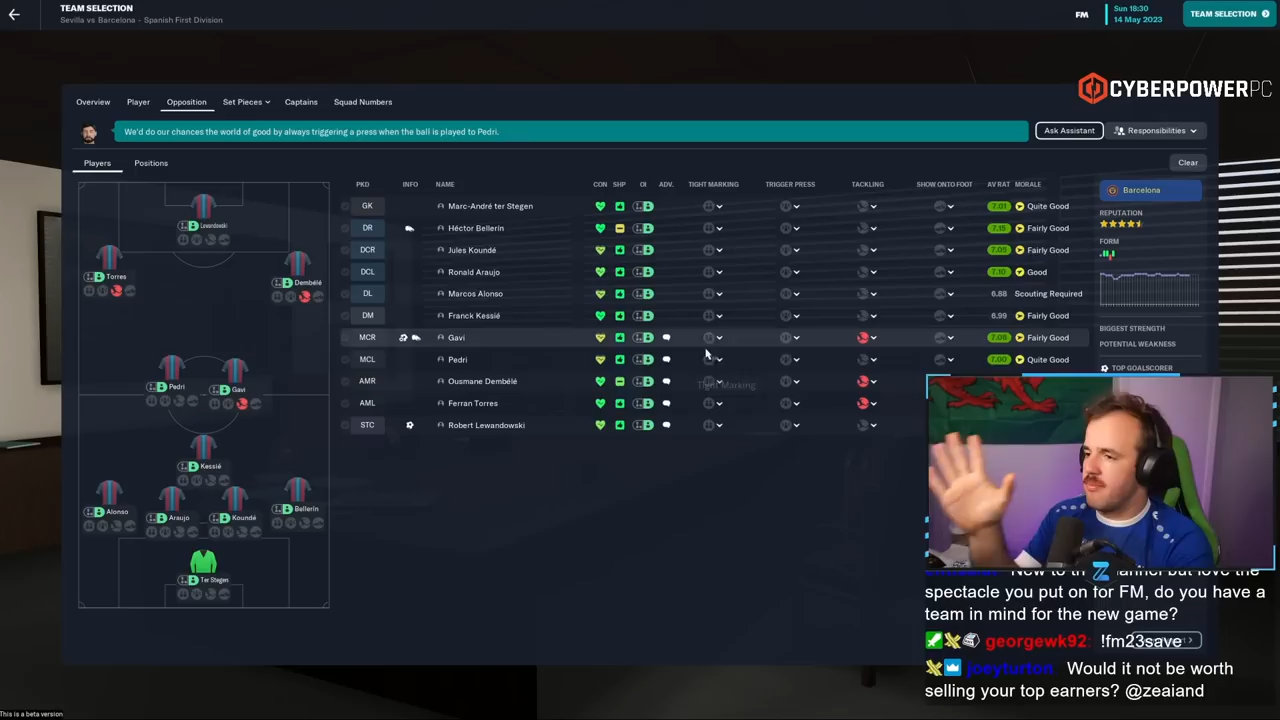 TEAM SELECTION
Sevilla vs Barcelona - Spanish First Division
FM
Sun 18:30
14 May 2023
TEAM SELECTION
CYBERPOWERPC
Overview Player Opposition Set Pieces Captains Squad Numbers
We'd do our chances the world of good by always triggering a press when the ball is played to Pedri.
Ask Assistant Responsibilities
Players Positions
Clear
PKD INFO NAME CON SHP OI ADV. TIGHT MARKING TRIGGER PRESS TACKLING SHOW ONTO FOOT AV RAT MORALE
GK Marc-André ter Stegen 7.01 Quite Good
DR Héctor Bellerín 7.15 Fairly Good
DCR Jules Koundé 7.05 Fairly Good
DCL Ronald Araujo 7.10 Good
DL Marcos Alonso 6.88 Scouting Required
DM Franck Kessié 6.99 Fairly Good
MCR Gavi 7.09 Fairly Good
MCL Pedri 7.00 Quite Good
AMR Ousmane Dembélé
AML Ferran Torres
STC Robert Lewandowski
Tight Marking
Barcelona
REPUTATION
FORM
BIGGEST STRENGTH
POTENTIAL WEAKNESS
TOP GOALSCORER
Lewandowski
Torres
Dembélé
Pedri
Gavi
Kessié
Alonso
Araujo
Koundé
Bellerín
Ter Stegen
love the
spectacle you put on for FM, do you have a
team in mind for the new game?
georgewk92: !fm23save
joeyturton Would it not be worth
selling your top earners? @zeaiand
This is a beta version